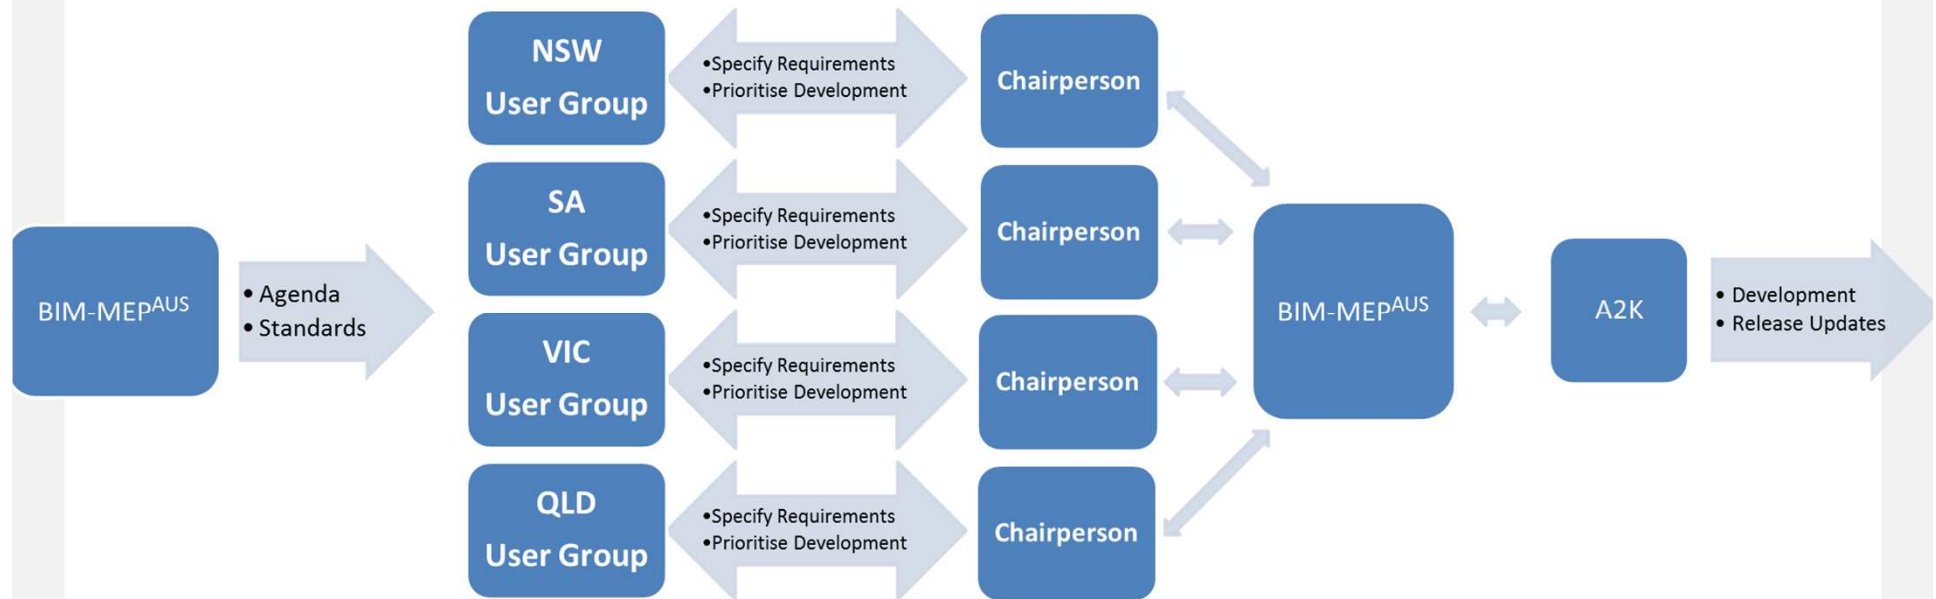 BIM-MEPAUS
• Agenda
• Standards
NSW
User Group
•Specify Requirements
•Prioritise Development
Chairperson
SA
User Group
•Specify Requirements
•Prioritise Development
Chairperson
VIC
User Group
•Specify Requirements
•Prioritise Development
Chairperson
QLD
User Group
•Specify Requirements
•Prioritise Development
Chairperson
BIM-MEPAUS
A2K
• Development
• Release Updates